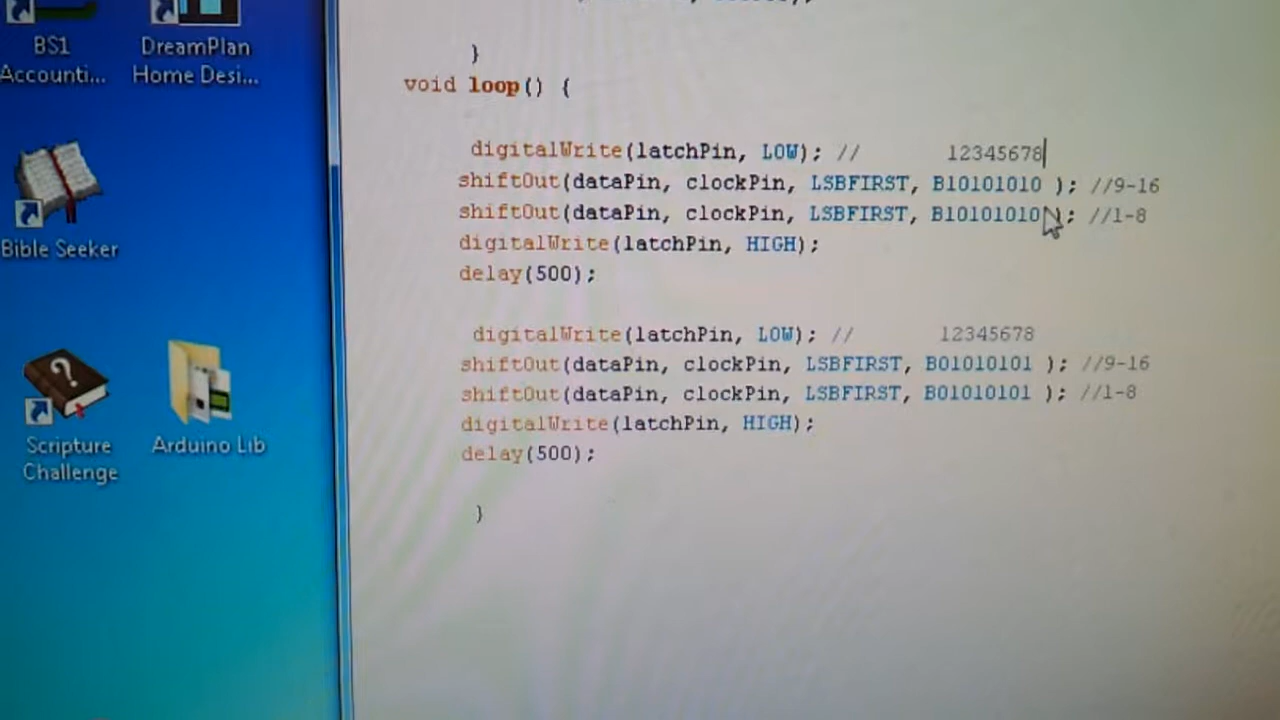 BS1
Accounti...
DreamPlan
Home Desi...
Bible Seeker
Scripture
Challenge
Arduino Lib
}
void loop() {
digitalWrite(latchPin, LOW); // 12345678
shiftOut(dataPin, clockPin, LSBFIRST, B10101010 ); //9-16
shiftOut(dataPin, clockPin, LSBFIRST, B10101010 ); //1-8
digitalWrite(latchPin, HIGH);
delay(500);
digitalWrite(latchPin, LOW); // 12345678
shiftOut(dataPin, clockPin, LSBFIRST, B01010101 ); //9-16
shiftOut(dataPin, clockPin, LSBFIRST, B01010101 ); //1-8
digitalWrite(latchPin, HIGH);
delay(500);
}